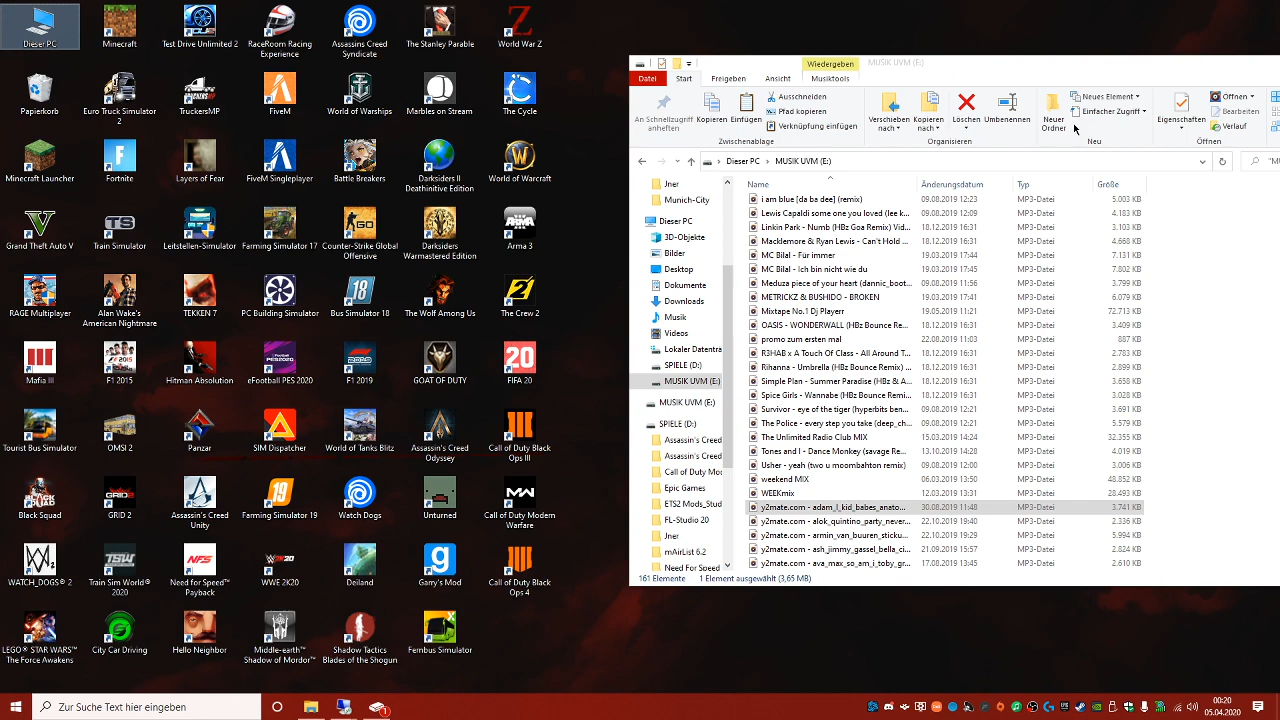 Dieser PC
Minecraft
Test Drive Unlimited 2
RaceRoom Racing
Experience
Assassins Creed
Syndicate
The Stanley Parable
World War Z
Papierkorb
Euro Truck Simulator
2
TruckersMP
FiveM
World of Warships
Marbles on Stream
The Cycle
Minecraft Launcher
Fortnite
Layers of Fear
FiveM Singleplayer
Battle Breakers
Darksiders II
Deathinitive Edition
World of Warcraft
Grand Theft Auto V
Train Simulator
Leitstellen-Simulator
Farming Simulator 17
Counter-Strike Global
Offensive
Darksiders
Warmastered Edition
Arma 3
RAGE Multiplayer
Alan Wake's
American Nightmare
TEKKEN 7
PC Building Simulator
Bus Simulator 18
The Wolf Among Us
The Crew 2
Mafia III
F1 2015
Hitman Absolution
eFootball PES 2020
F1 2019
GOAT OF DUTY
FIFA 20
Tourist Bus Simulator
OMSI 2
Panzar
SIM Dispatcher
World of Tanks Blitz
Assassin's Creed
Odyssey
Call of Duty Black
Ops III
Black Squad
GRID 2
Assassin's Creed
Unity
Farming Simulator 19
Watch Dogs
Unturned
Call of Duty Modern
Warfare
WATCH_DOGS® 2
Train Sim World®
2020
Need for Speed™
Payback
WWE 2K20
Deiland
Garry's Mod
Call of Duty Black
Ops 4
LEGO® STAR WARS™
The Force Awakens
City Car Driving
Hello Neighbor
Middle-earth™
Shadow of Mordor™
Shadow Tactics
Blades of the Shogun
Fernbus Simulator
Wiedergeben
MUSIK UVM (E:)
Datei
Start
Freigeben
Ansicht
Musiktools
An Schnellzugriff
anheften
Kopieren
Einfügen
Ausschneiden
Pfad kopieren
Verknüpfung einfügen
Zwischenablage
Verschieben
nach
Kopieren
nach
Löschen
Umbenennen
Organisieren
Neuer
Ordner
Neues Element
Einfacher Zugriff
Neu
Eigenschaften
Öffnen
Bearbeiten
Verlauf
Öffnen
Dieser PC > MUSIK UVM (E:)
Jner
Munich-City
Dieser PC
3D-Objekte
Bilder
Desktop
Dokumente
Downloads
Musik
Videos
Lokaler Datentra
SPIELE (D:)
MUSIK UVM (E:)
MUSIK UVM (E:)
SPIELE (D:)
Assassin's Creed
Assassin's Creed
Call of Duty Mod
Epic Games
ETS2 Mods_Stud
FL-Studio 20
Jner
mAirList 6.2
Need For Speed
Name Änderungsdatum Typ Größe
i am blue [da ba dee] (remix) 09.08.2019 12:23 MP3-Datei 5.003 KB
Lewis Capaldi some one you loved (lee k... 09.08.2019 12:09 MP3-Datei 4.183 KB
Linkin Park - Numb (HBz Goa Remix) Vid... 18.12.2019 16:31 MP3-Datei 3.103 KB
Macklemore & Ryan Lewis - Can't Hold ... 18.12.2019 16:31 MP3-Datei 4.668 KB
MC Bilal - Für immer 19.03.2019 17:44 MP3-Datei 7.131 KB
MC Bilal - Ich bin nicht wie du 19.03.2019 17:45 MP3-Datei 7.802 KB
Meduza piece of your heart (dannic_boot... 09.08.2019 11:56 MP3-Datei 3.799 KB
METRICKZ & BUSHIDO - BROKEN 19.03.2019 17:41 MP3-Datei 6.079 KB
Mixtape No.1 Dj Playerr 19.05.2019 11:21 MP3-Datei 72.713 KB
OASIS - WONDERWALL (HBz Bounce Re... 18.12.2019 16:31 MP3-Datei 3.409 KB
promo zum ersten mal 22.08.2019 11:03 MP3-Datei 887 KB
R3HAB x A Touch Of Class - All Around T... 18.12.2019 16:31 MP3-Datei 2.783 KB
Rihanna - Umbrella (HBz Bounce Remix) ... 18.12.2019 16:31 MP3-Datei 2.899 KB
Simple Plan - Summer Paradise (HBz & A... 18.12.2019 16:31 MP3-Datei 3.658 KB
Spice Girls - Wannabe (HBz Bounce Remi... 18.12.2019 16:31 MP3-Datei 3.028 KB
Survivor - eye of the tiger (hyperbits ben... 09.08.2019 12:21 MP3-Datei 3.691 KB
The Police - every step you take (deep_ch... 09.08.2019 12:21 MP3-Datei 5.579 KB
The Unlimited Radio Club MIX 15.03.2019 14:24 MP3-Datei 32.355 KB
Tones and I - Dance Monkey (savage Re... 13.10.2019 14:28 MP3-Datei 4.019 KB
Usher - yeah (two u moombahton remix) 09.08.2019 12:00 MP3-Datei 3.006 KB
weekend MIX 06.03.2019 13:50 MP3-Datei 48.852 KB
WEEKmix 12.03.2019 13:31 MP3-Datei 28.493 KB
y2mate.com - adam_l_kid_babes_anato... 30.08.2019 11:48 MP3-Datei 3.741 KB
y2mate.com - alok_quintino_party_never... 22.10.2019 19:40 MP3-Datei 2.336 KB
y2mate.com - armin_van_buuren_sticku... 22.10.2019 19:29 MP3-Datei 5.994 KB
y2mate.com - ash_jimmy_gassel_bella_ci... 21.09.2019 15:57 MP3-Datei 2.824 KB
y2mate.com - ava_max_so_am_i_toby_gr... 17.08.2019 13:45 MP3-Datei 2.610 KB
161 Elemente 1 Element ausgewählt (3,65 MB)
Zur Suche Text hier eingeben
00:20
05.04.2020